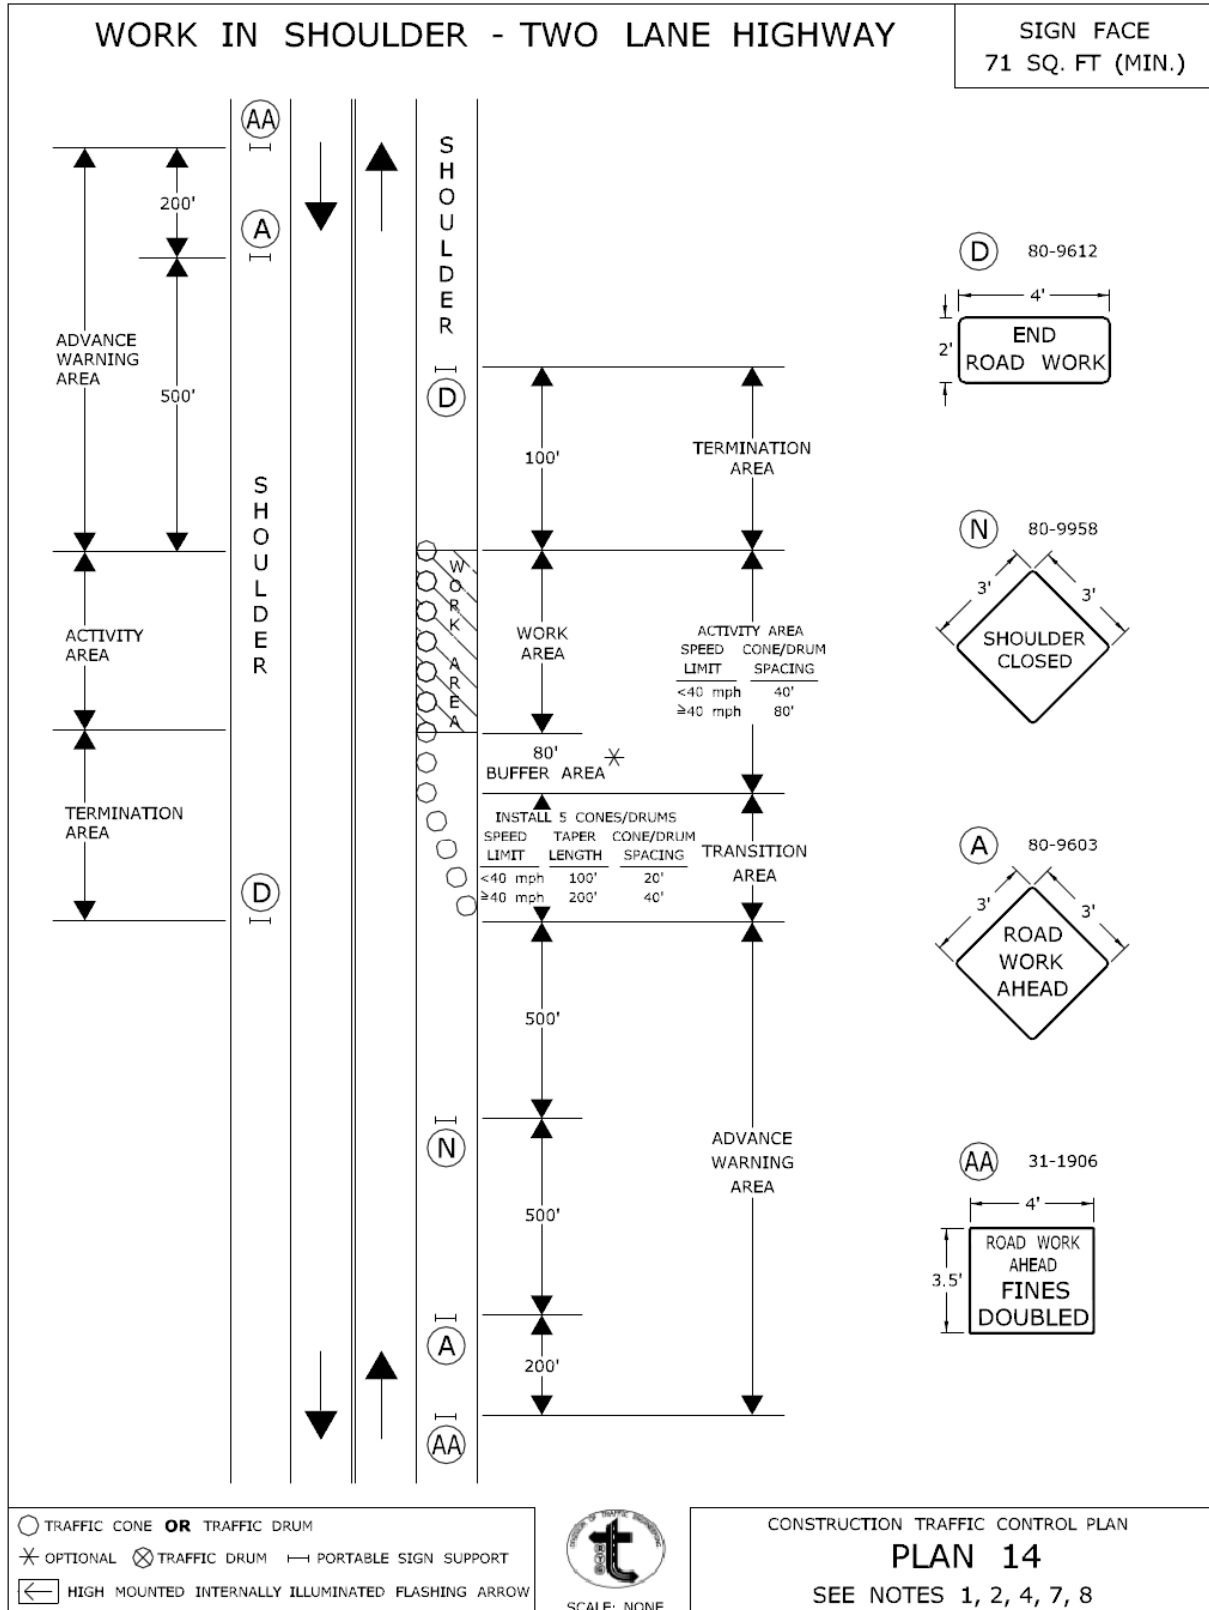 WORK IN SHOULDER - TWO LANE HIGHWAY
SIGN FACE
71 SQ. FT (MIN.)
AA
200'
A
ADVANCE
WARNING
AREA
500'
SHOULDER
SHOULDER
D
100'
TERMINATION
AREA
ACTIVITY
AREA
WORK AREA
WORK
AREA
ACTIVITY AREA
SPEED CONE/DRUM
LIMIT SPACING
<40 mph 40'
≧40 mph 80'
80'
BUFFER AREA *
TERMINATION
AREA
D
INSTALL 5 CONES/DRUMS
SPEED TAPER CONE/DRUM
LIMIT LENGTH SPACING
<40 mph 100' 20'
≧40 mph 200' 40'
TRANSITION
AREA
500'
N
500'
ADVANCE
WARNING
AREA
A
200'
AA
D 80-9612
4'
2'
END
ROAD WORK
N 80-9958
3' 3'
SHOULDER
CLOSED
A 80-9603
3' 3'
ROAD
WORK
AHEAD
AA 31-1906
4'
3.5'
ROAD WORK
AHEAD
FINES
DOUBLED
TRAFFIC CONE OR TRAFFIC DRUM
* OPTIONAL TRAFFIC DRUM PORTABLE SIGN SUPPORT
HIGH MOUNTED INTERNALLY ILLUMINATED FLASHING ARROW
DIVISION OF TRAFFIC ENGINEERING
t
SCALE: NONE
CONSTRUCTION TRAFFIC CONTROL PLAN
PLAN 14
SEE NOTES 1, 2, 4, 7, 8